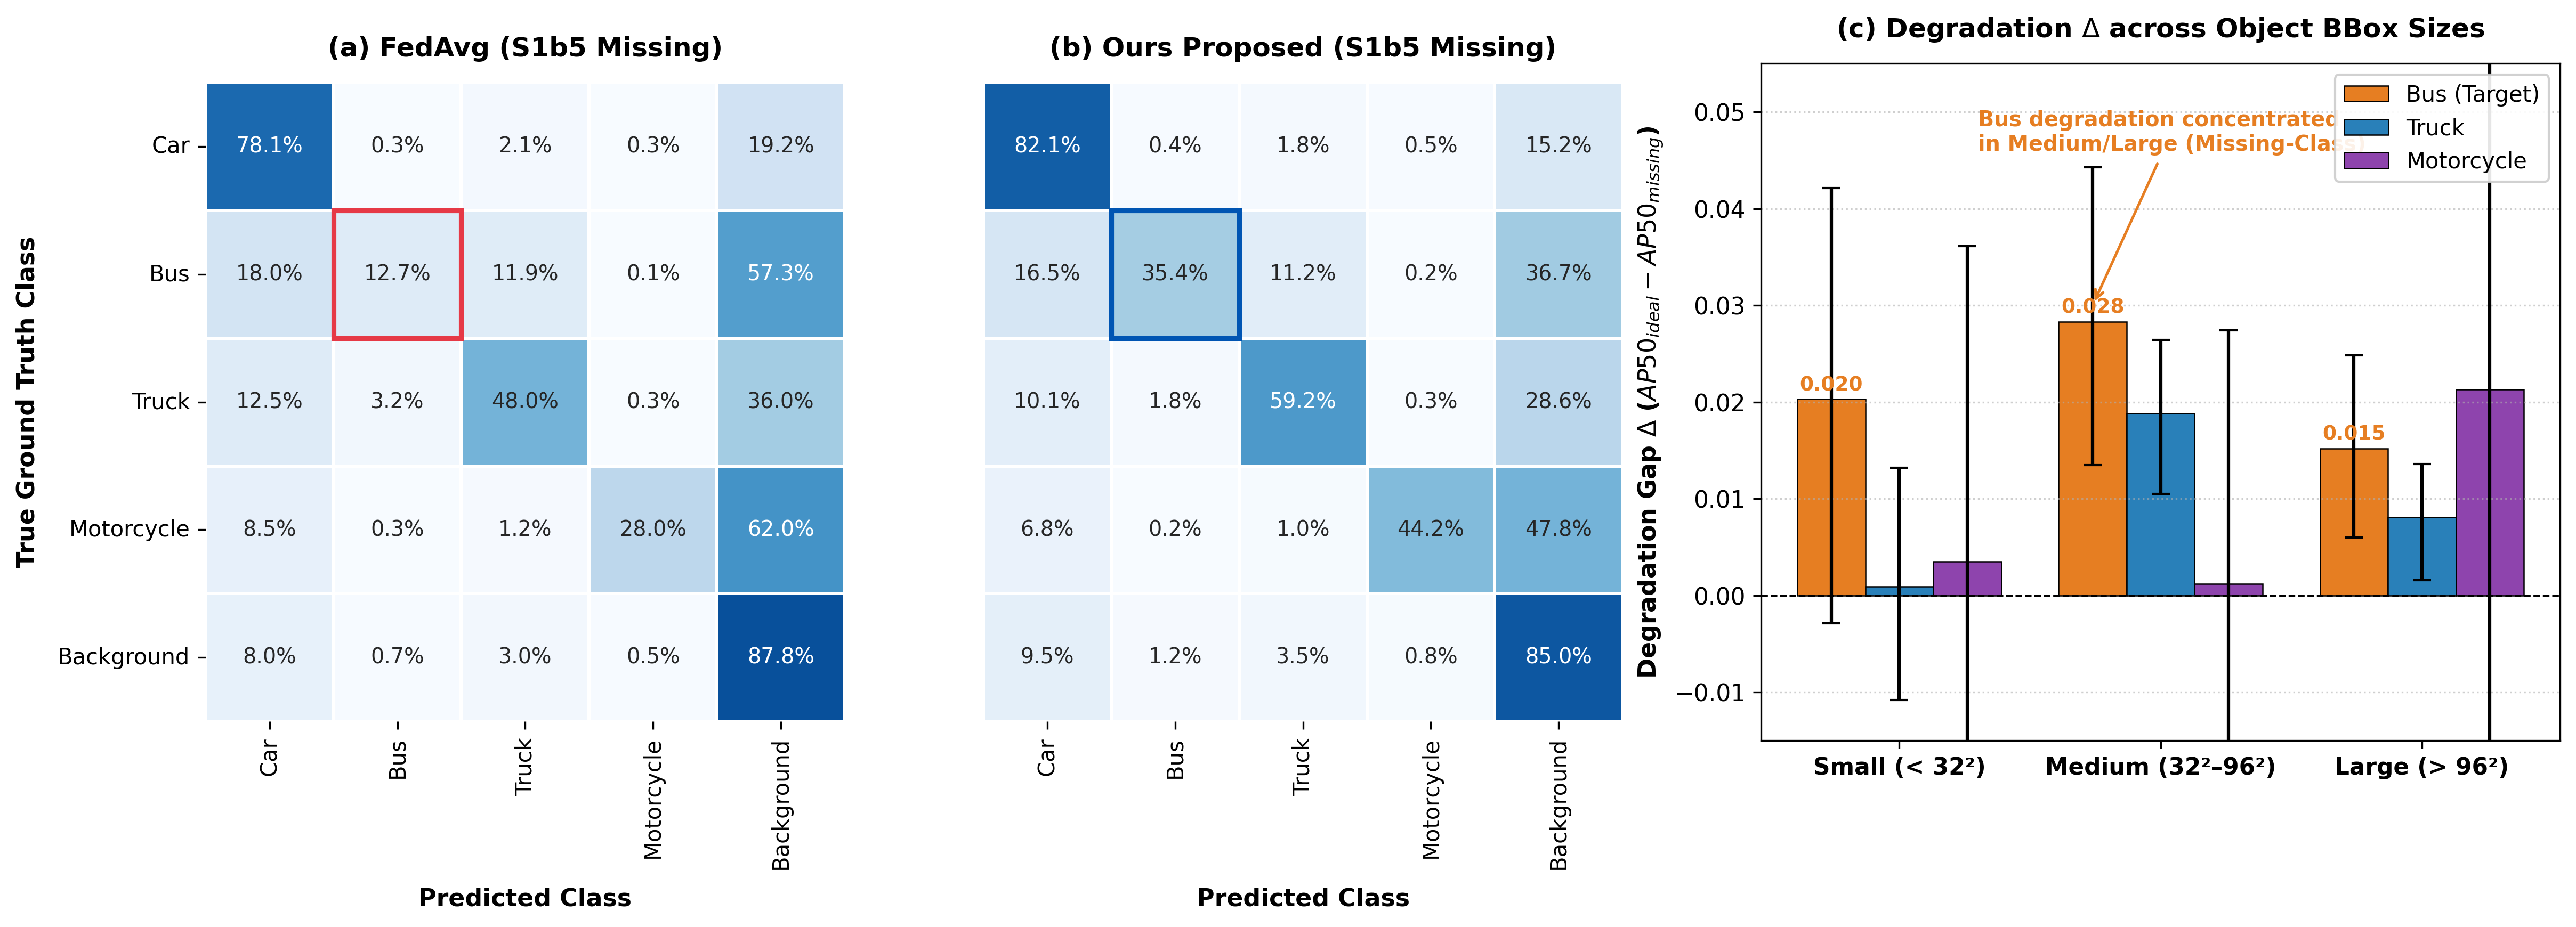 (a) FedAvg (S1b5 Missing)
True Ground Truth Class
Car 78.1% 0.3% 2.1% 0.3% 19.2%
Bus 18.0% 12.7% 11.9% 0.1% 57.3%
Truck 12.5% 3.2% 48.0% 0.3% 36.0%
Motorcycle 8.5% 0.3% 1.2% 28.0% 62.0%
Background 8.0% 0.7% 3.0% 0.5% 87.8%
Car Bus Truck Motorcycle Background
Predicted Class
(b) Ours Proposed (S1b5 Missing)
82.1% 0.4% 1.8% 0.5% 15.2%
16.5% 35.4% 11.2% 0.2% 36.7%
10.1% 1.8% 59.2% 0.3% 28.6%
6.8% 0.2% 1.0% 44.2% 47.8%
9.5% 1.2% 3.5% 0.8% 85.0%
Car Bus Truck Motorcycle Background
Predicted Class
(c) Degradation Δ across Object BBox Sizes
Degradation Gap Δ (AP50ideal − AP50missing)
0.05
0.04
0.03
0.02
0.01
0.00
−0.01
Bus degradation concentrated
in Medium/Large (Missing-Class)
Bus (Target)
Truck
Motorcycle
0.020
0.028
0.015
Small (< 32²) Medium (32²–96²) Large (> 96²)